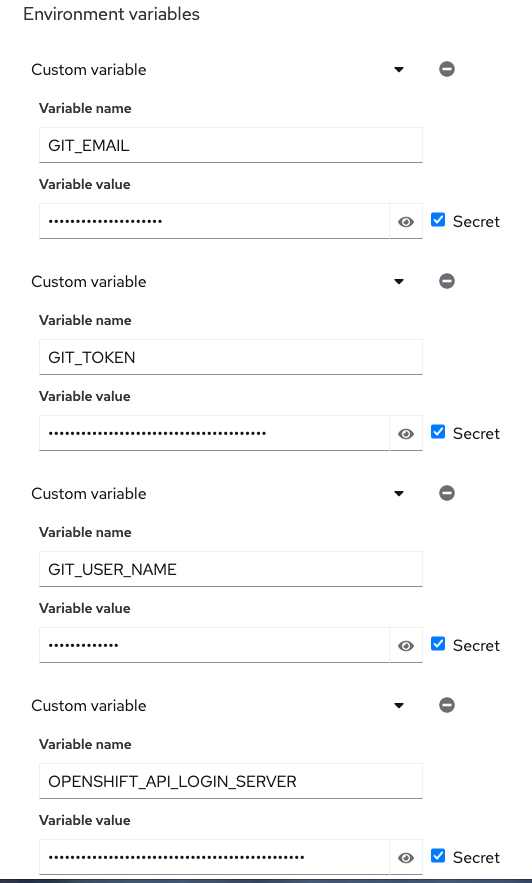 Environment variables
Custom variable
Variable name
GIT_EMAIL
Variable value
•••••••••••••••••••••
Secret
Custom variable
Variable name
GIT_TOKEN
Variable value
••••••••••••••••••••••••••••••••••••••••
Secret
Custom variable
Variable name
GIT_USER_NAME
Variable value
•••••••••••••
Secret
Custom variable
Variable name
OPENSHIFT_API_LOGIN_SERVER
Variable value
•••••••••••••••••••••••••••••••••••••••••••••••
Secret